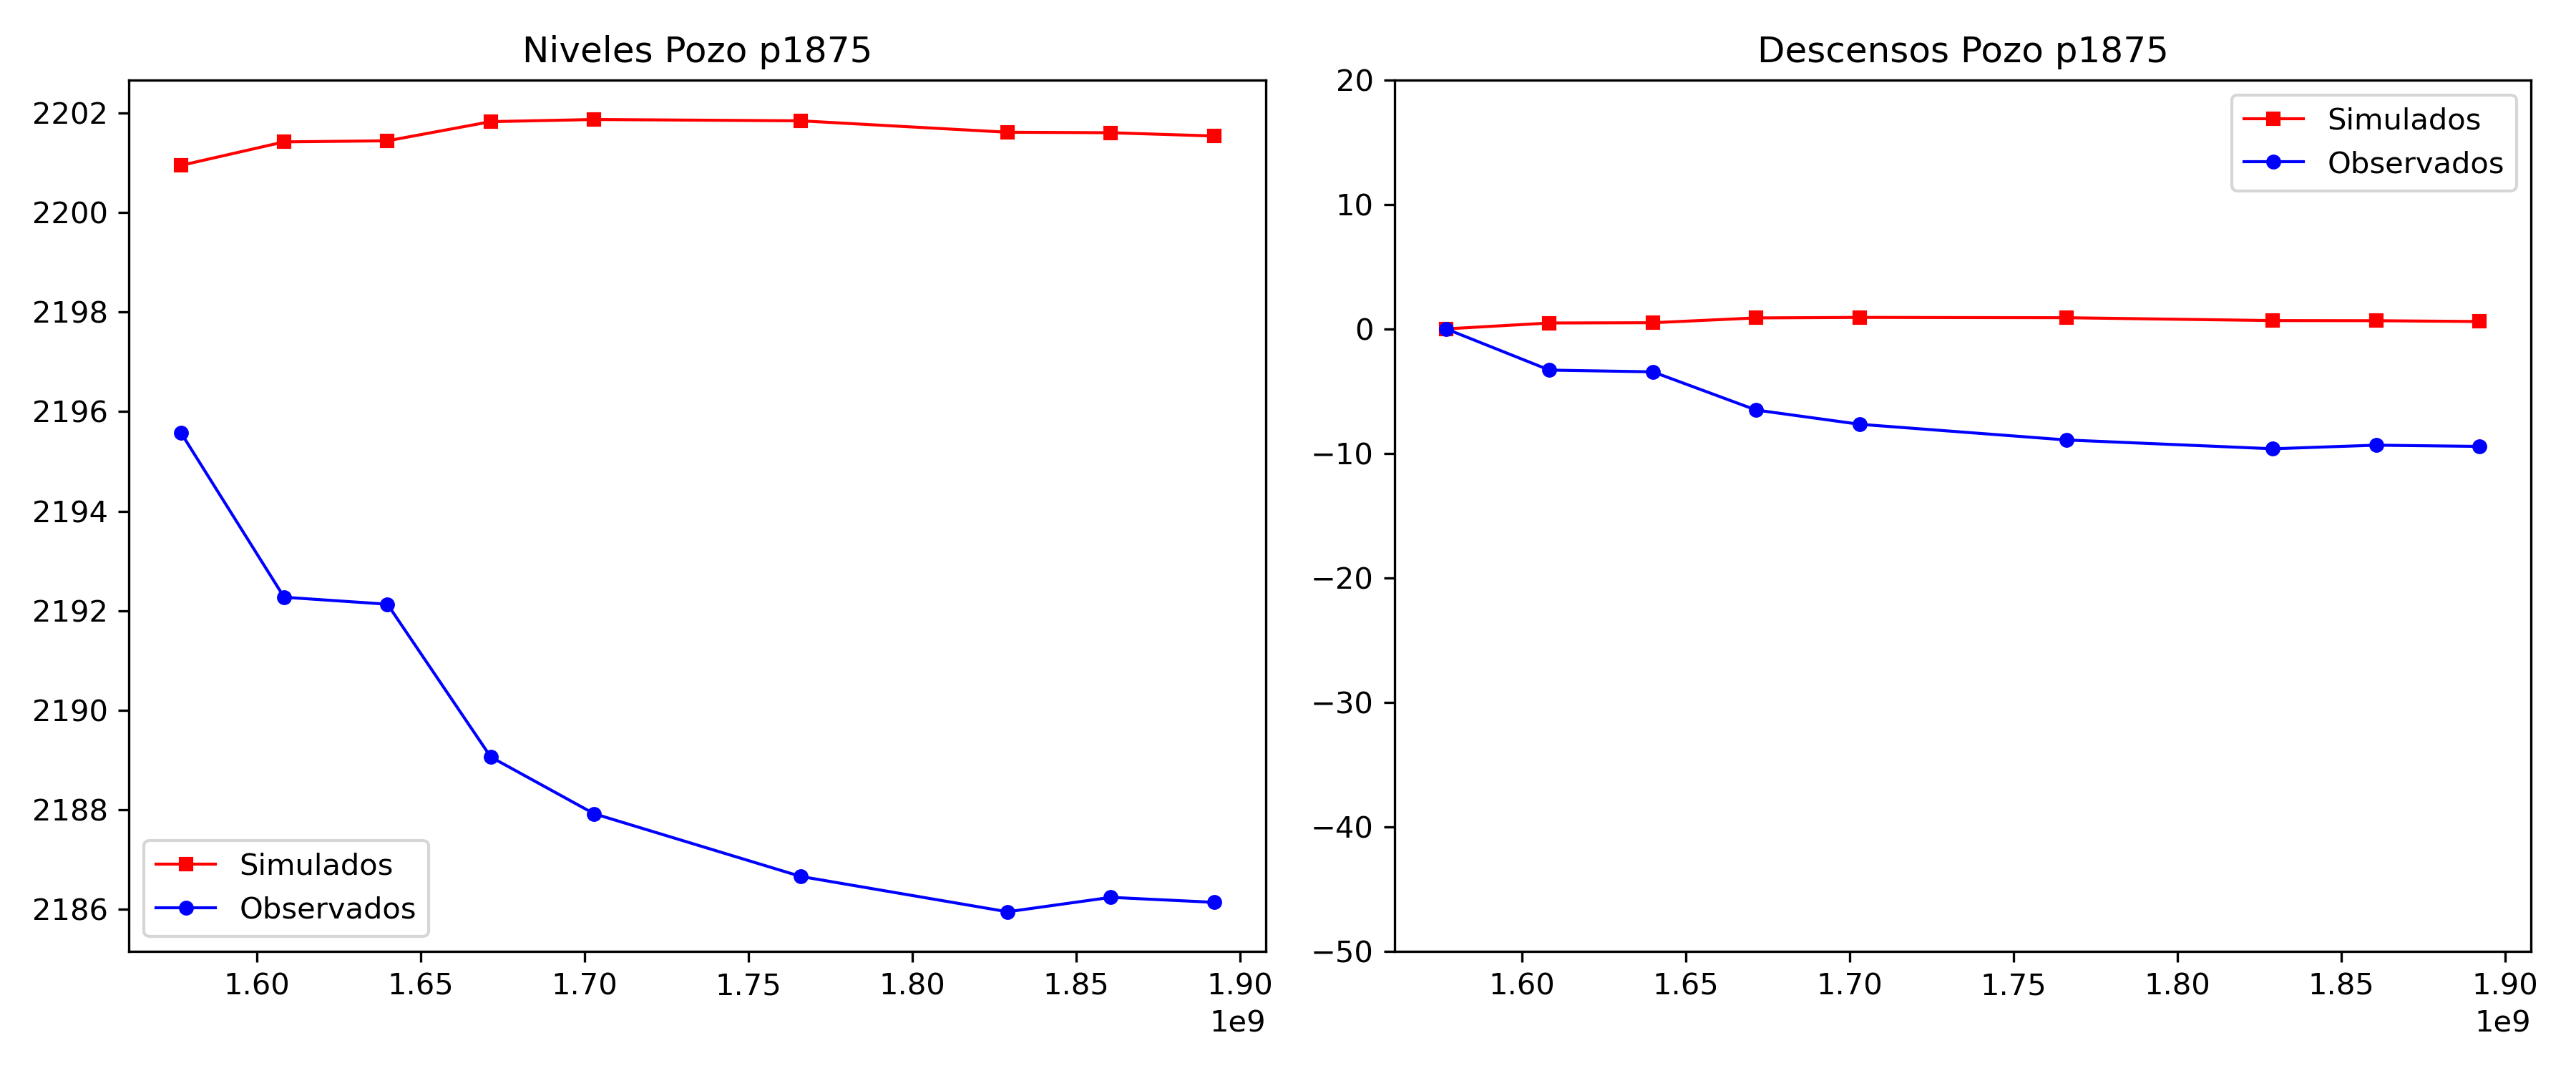 Niveles Pozo p1875
2202
2200
2198
2196
2194
2192
2190
2188
2186
Simulados
Observados
1.60 1.65 1.70 1.75 1.80 1.85 1.90
1e9
Descensos Pozo p1875
20
10
0
−10
−20
−30
−40
−50
Simulados
Observados
1.60 1.65 1.70 1.75 1.80 1.85 1.90
1e9